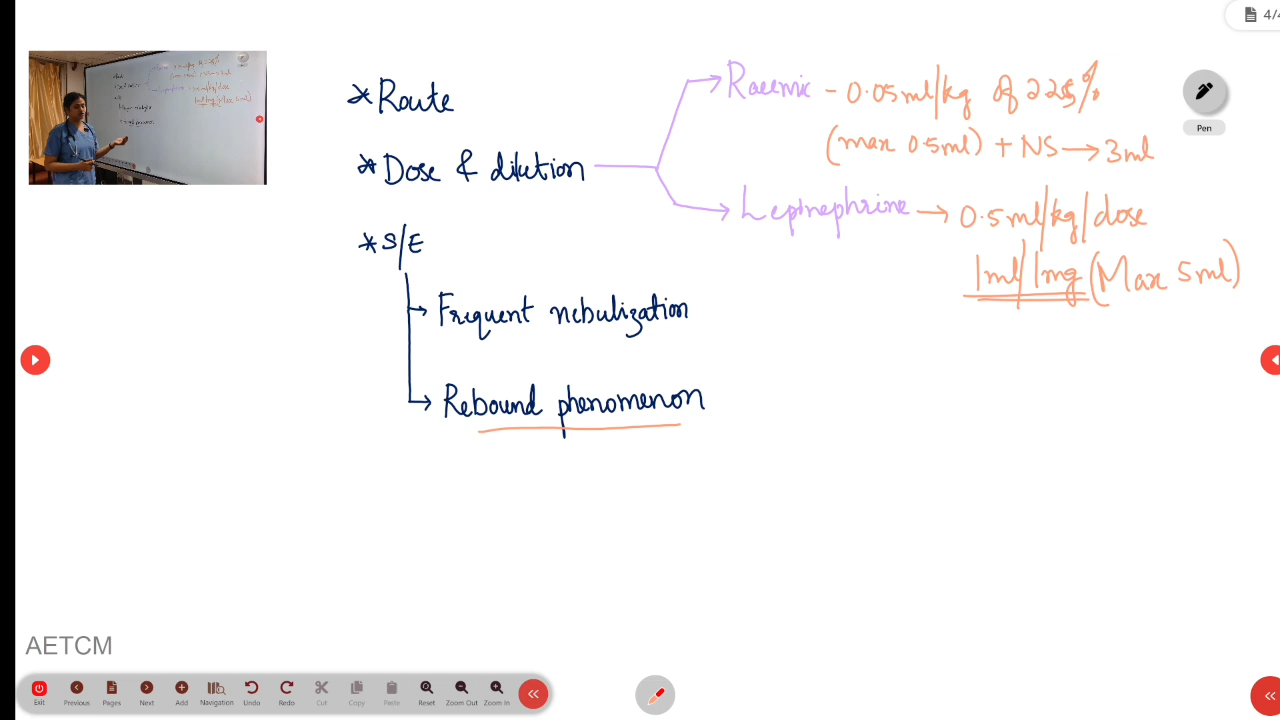 4/4
Pen
* Route
Racemic - 0.05ml/kg of 2.25%
(max 0.5ml) + NS → 3ml
* Dose & dilution
L epinephrine → 0.5ml/kg/dose
1ml/1mg (Max 5ml)
* S/E
Frequent nebulization
Rebound phenomenon
AETCM
Exit Previous Pages Next Add Navigation Undo Redo Cut Copy Paste Reset Zoom Out Zoom In